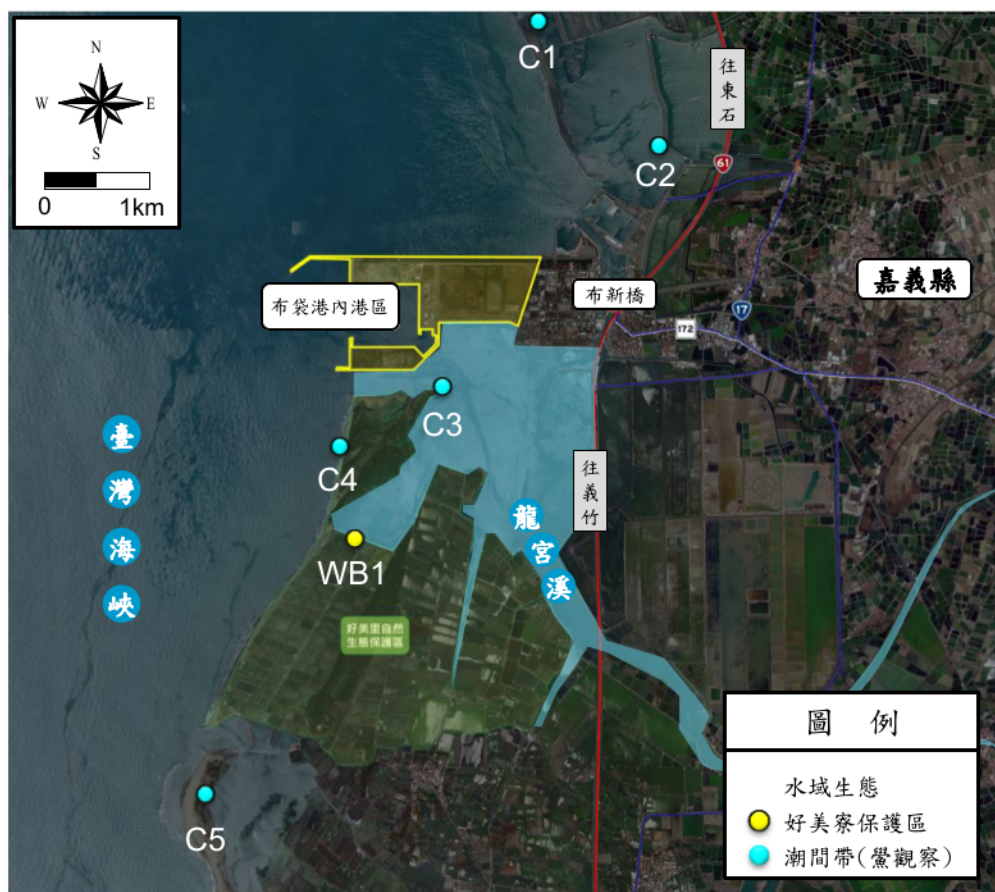 N
W E
S
0 1km
C1
往東石
C2
61
嘉義縣
布袋港內港區
布新橋
17
172
C3
臺灣海峽
C4
往義竹
龍宮溪
WB1
好美里自然
生態保護區
C5
圖 例
水域生態
好美寮保護區
潮間帶(鱟觀察)